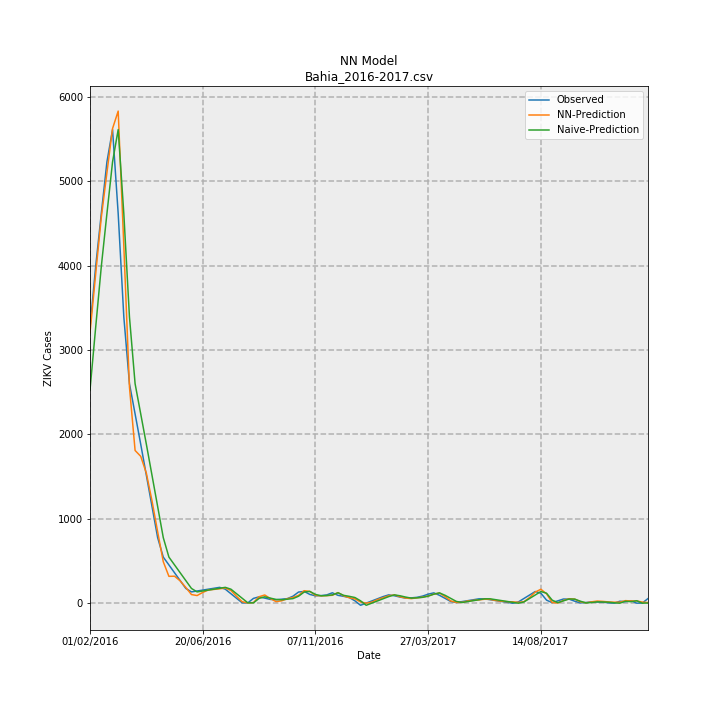 NN Model
Bahia_2016-2017.csv
Observed
NN-Prediction
Naive-Prediction
6000
5000
4000
3000
2000
1000
0
ZIKV Cases
01/02/2016 20/06/2016 07/11/2016 27/03/2017 14/08/2017
Date